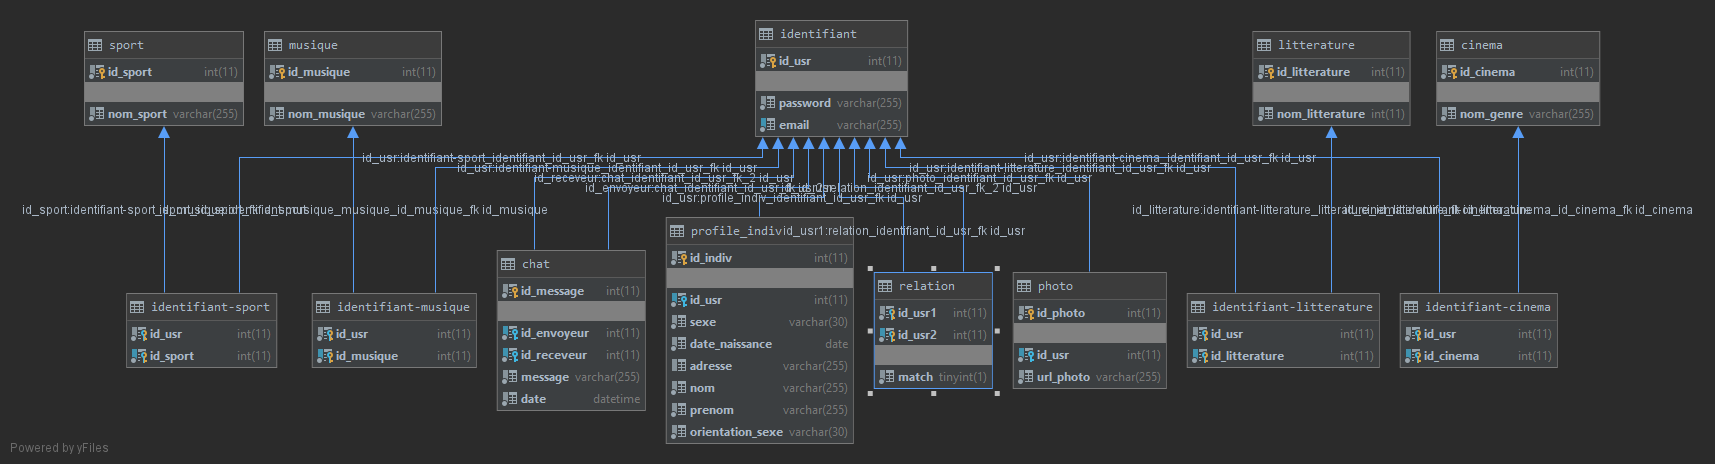 sport
id_sport int(11)
nom_sport varchar(255)
musique
id_musique int(11)
nom_musique varchar(255)
identifiant
id_usr int(11)
password varchar(255)
email varchar(255)
litterature
id_litterature int(11)
nom_litterature int(11)
cinema
id_cinema int(11)
nom_genre varchar(255)
id_usr:identifiant-sport_identifiant_id_usr_fk id_usr
id_usr:identifiant-musique_identifiant_id_usr_fk id_usr
id_receveur:chat_identifiant_id_usr_fk_2 id_usr
id_envoyeur:chat_identifiant_id_usr_fk id_usr
relation_identifiant_id_usr_fk_2 id_usr
id_usr:profile_indiv_identifiant_id_usr_fk id_usr
id_usr1:relation_identifiant_id_usr_fk id_usr
id_usr:identifiant-cinema_identifiant_id_usr_fk id_usr
id_usr:identifiant-litterature_identifiant_id_usr_fk id_usr
id_usr:photo_identifiant_id_usr_fk id_usr
id_sport:identifiant-sport_sport_id_sport_fk
musique_musique_id_musique_fk id_musique
id_litterature:identifiant-litterature_litterature
cinema_id_cinema_fk id_cinema
identifiant-sport
id_usr int(11)
id_sport int(11)
identifiant-musique
id_usr int(11)
id_musique int(11)
chat
id_message int(11)
id_envoyeur int(11)
id_receveur int(11)
message varchar(255)
date datetime
profile_indiv
id_indiv int(11)
id_usr int(11)
sexe varchar(30)
date_naissance date
adresse varchar(255)
nom varchar(255)
prenom varchar(255)
orientation_sexe varchar(30)
relation
id_usr1 int(11)
id_usr2 int(11)
match tinyint(1)
photo
id_photo int(11)
id_usr int(11)
url_photo varchar(255)
identifiant-litterature
id_usr int(11)
id_litterature int(11)
identifiant-cinema
id_usr int(11)
id_cinema int(11)
Powered by yFiles